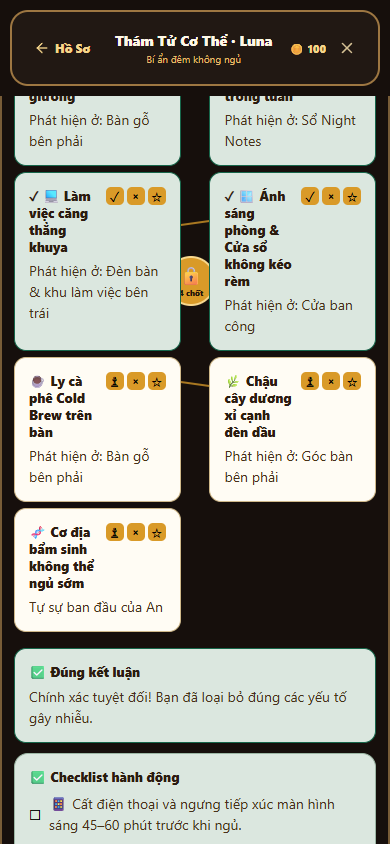 ← Hồ Sơ
Thám Tử Cơ Thể · Luna
Bí ẩn đêm không ngủ
100 ×
giường
Phát hiện ở: Bàn gỗ
bên phải
trong tuần
Phát hiện ở: Sổ Night
Notes
✓ Làm
việc căng
thẳng
khuya
✓ × ☆
Phát hiện ở: Đèn bàn
& khu làm việc bên
trái
✓ Ánh
sáng
phòng &
Cửa sổ
không kéo
rèm
✓ × ☆
Phát hiện ở: Cửa ban
công
chốt
Ly cà
phê Cold
Brew trên
bàn
× ☆
Phát hiện ở: Bàn gỗ
bên phải
Chậu
cây dương
xỉ cạnh
đèn dầu
× ☆
Phát hiện ở: Góc bàn
bên phải
Cơ địa
bẩm sinh
không thể
ngủ sớm
× ☆
Tự sự ban đầu của An
✅ Đúng kết luận
Chính xác tuyệt đối! Bạn đã loại bỏ đúng các yếu tố
gây nhiễu.
✅ Checklist hành động
Cất điện thoại và ngưng tiếp xúc màn hình
sáng 45–60 phút trước khi ngủ.